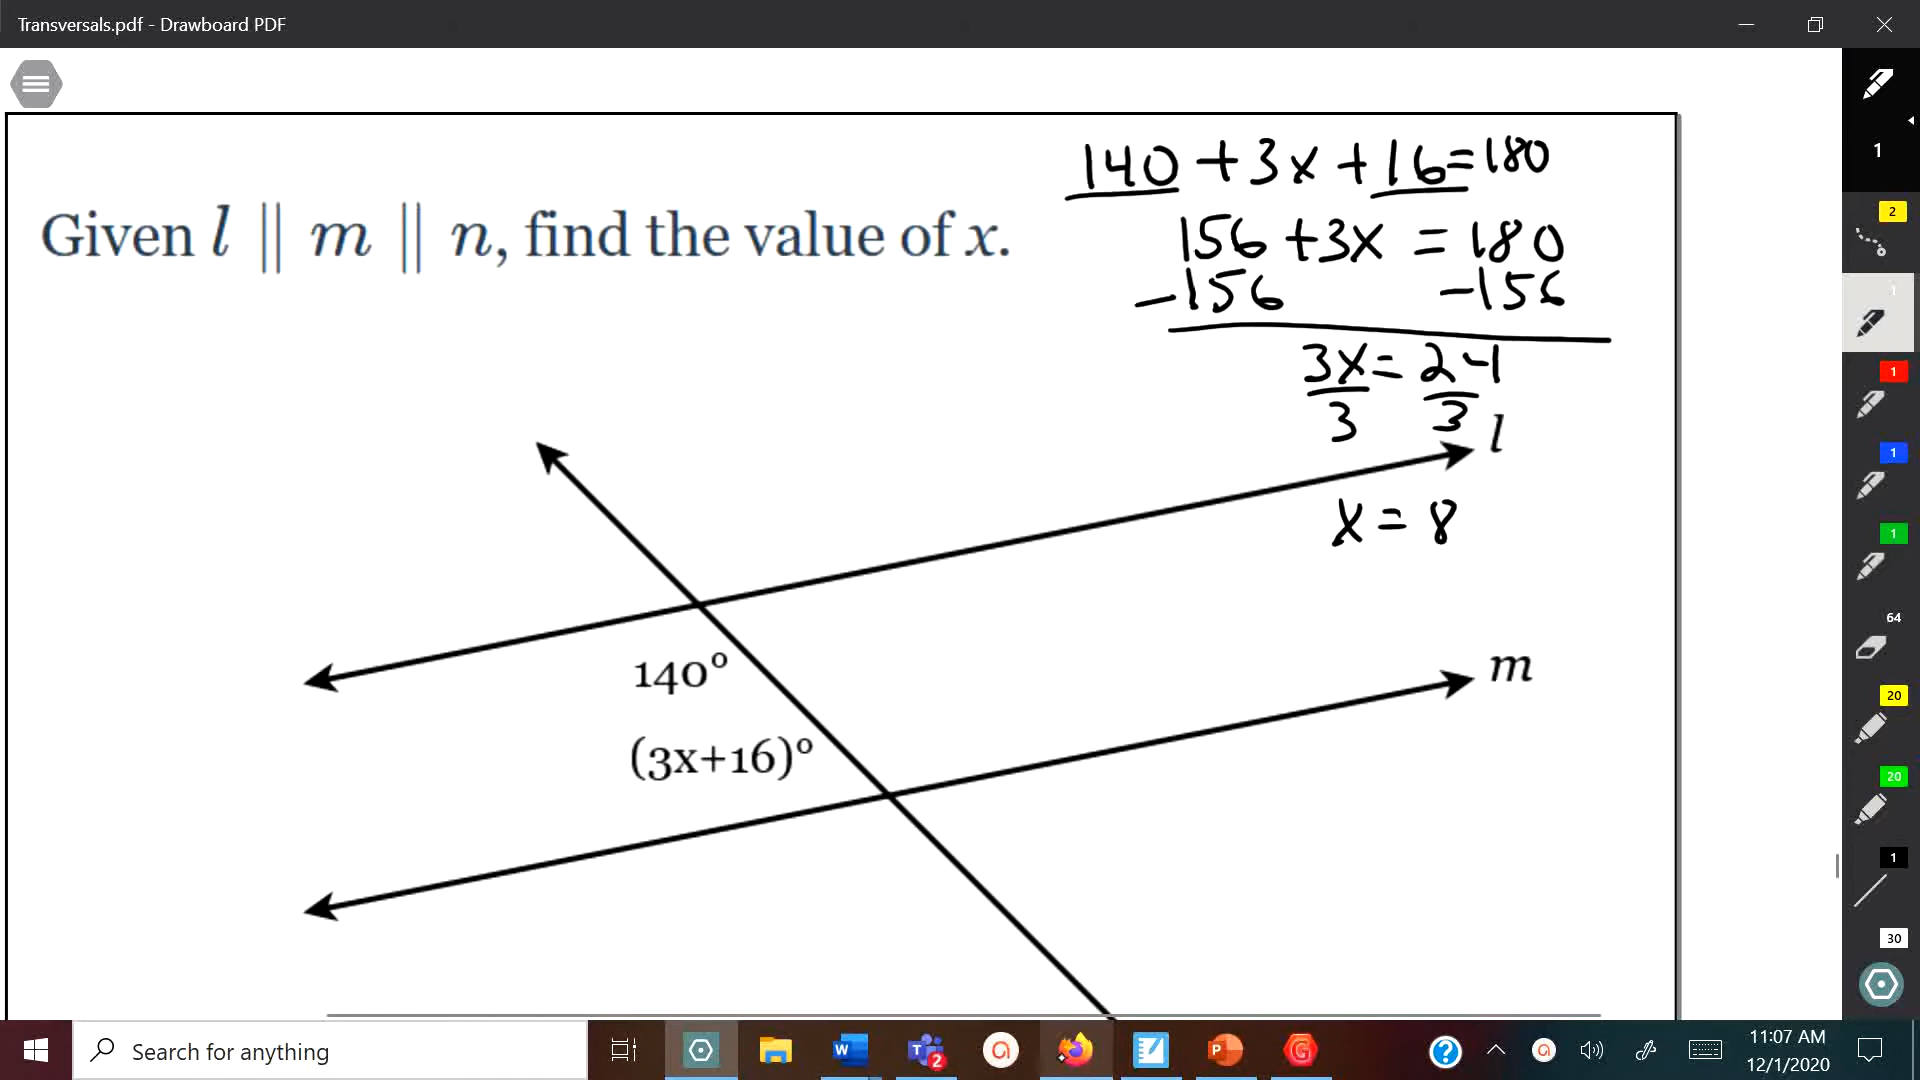 Transversals.pdf - Drawboard PDF
140 + 3x + 16 = 180
Given l || m || n, find the value of x.
156 + 3x = 180
-156 -156
3x = 24
3 3
l
x = 8
140°
m
(3x+16)°
1
2
1
1
1
1
64
20
20
1
30
Search for anything
W
T
2
a
P
G
?
a
11:07 AM
12/1/2020